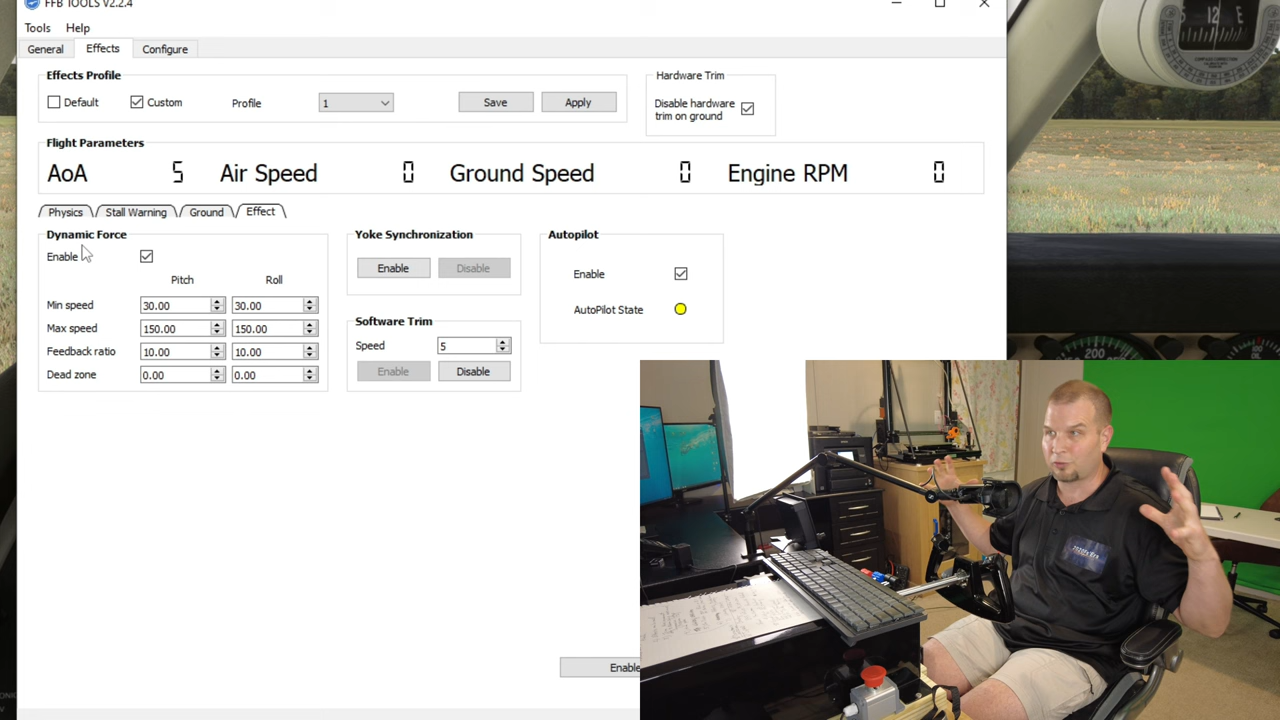 FFB TOOLS V2.2.4
Tools Help
General Effects Configure
Effects Profile
Default Custom Profile 1 Save Apply
Hardware Trim
Disable hardware
trim on ground
Flight Parameters
AoA 5 Air Speed 0 Ground Speed 0 Engine RPM 0
Physics Stall Warning Ground Effect
Dynamic Force
Enable
Pitch Roll
Min speed 30.00 30.00
Max speed 150.00 150.00
Feedback ratio 10.00 10.00
Dead zone 0.00 0.00
Yoke Synchronization
Enable Disable
Software Trim
Speed 5
Enable Disable
Autopilot
Enable
AutoPilot State
Enable
12 E
200